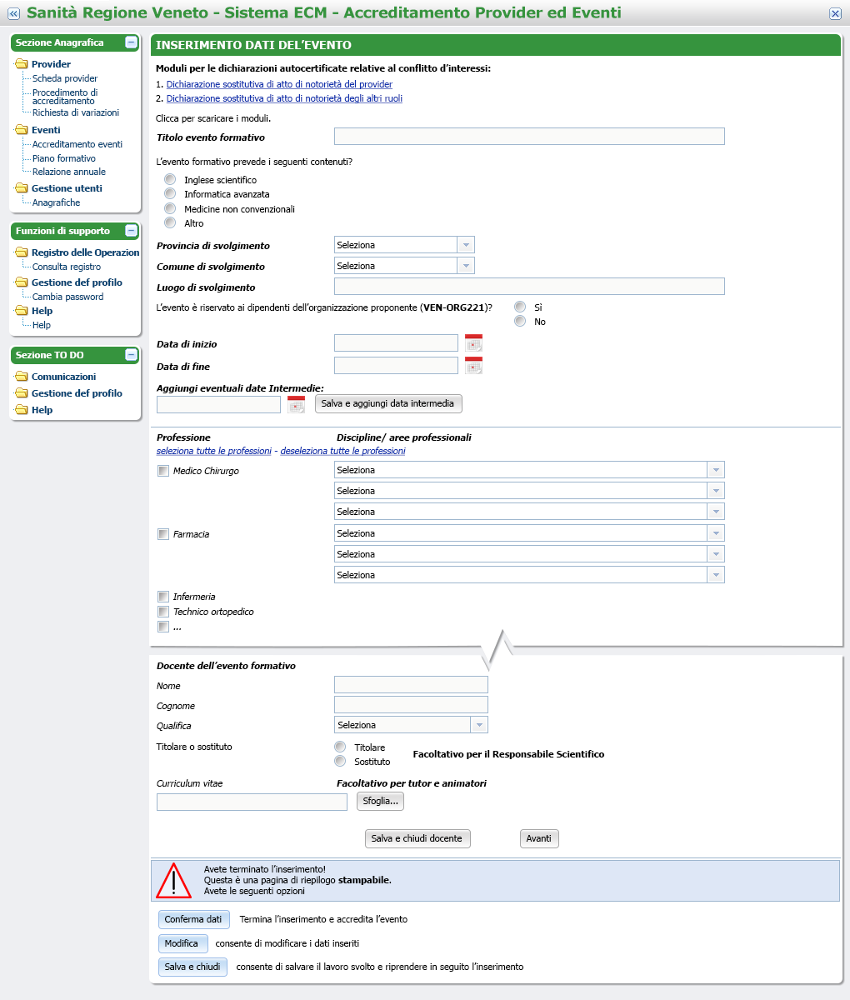 Sanità Regione Veneto - Sistema ECM - Accreditamento Provider ed Eventi
Sezione Anagrafica
Provider
Scheda provider
Procedimento di
accreditamento
Richiesta di variazioni
Eventi
Accreditamento eventi
Piano formativo
Relazione annuale
Gestione utenti
Anagrafiche
Funzioni di supporto
Registro delle Operazion
Consulta registro
Gestione def profilo
Cambia password
Help
Help
Sezione TO DO
Comunicazioni
Gestione def profilo
Help
INSERIMENTO DATI DEL'EVENTO
Moduli per le dichiarazioni autocertificate relative al conflitto d'interessi:
1. Dichiarazione sostitutiva di atto di notorietà del provider
2. Dichiarazione sostitutiva di atto di notorietà degli altri ruoli
Clicca per scaricare i moduli.
Titolo evento formativo
L'evento formativo prevede i seguenti contenuti?
Inglese scientifico
Informatica avanzata
Medicine non convenzionali
Altro
Provincia di svolgimento Seleziona
Comune di svolgimento Seleziona
Luogo di svolgimento
L'evento è riservato ai dipendenti dell'organizzazione proponente (VEN-ORG221)? Sì
No
Data di inizio
Data di fine
Aggiungi eventuali date Intermedie:
Salva e aggiungi data intermedia
Professione Discipline/ aree professionali
seleziona tutte le professioni - deseleziona tutte le professioni
Medico Chirurgo Seleziona
Seleziona
Seleziona
Farmacia Seleziona
Seleziona
Seleziona
Infermeria
Technico ortopedico
...
Docente dell'evento formativo
Nome
Cognome
Qualifica Seleziona
Titolare o sostituto Titolare
Sostituto
Facoltativo per il Responsabile Scientifico
Curriculum vitae Facoltativo per tutor e animatori
Sfoglia...
Salva e chiudi docente Avanti
Avete terminato l'inserimento!
Questa è una pagina di riepilogo stampabile.
Avete le seguenti opzioni
Conferma dati Termina l'inserimento e accredita l'evento
Modifica consente di modificare i dati inseriti
Salva e chiudi consente di salvare il lavoro svolto e riprendere in seguito l'inserimento